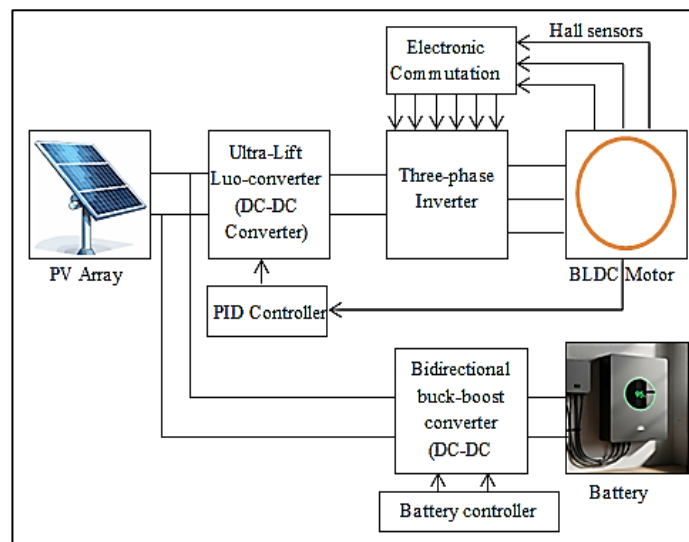 Hall sensors
Electronic
Commutation
Ultra-Lift
Luo-converter
(DC-DC
Converter)
Three-phase
Inverter
PV Array
BLDC Motor
PID Controller
Bidirectional
buck-boost
converter
(DC-DC
Battery
Battery controller